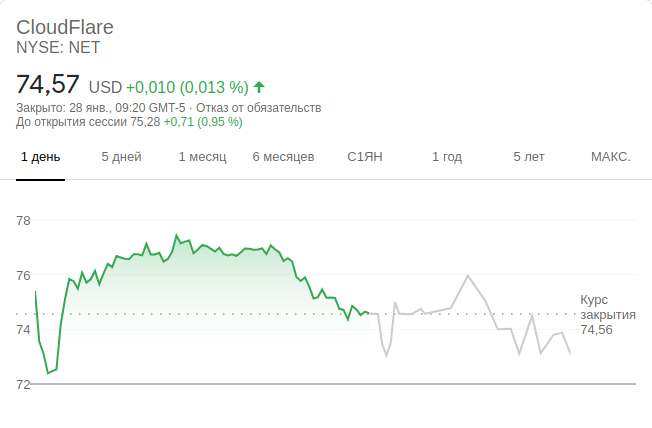 CloudFlare
NYSE: NET
74,57 USD +0,010 (0,013 %)
Закрыто: 28 янв., 09:20 GMT-5 · Отказ от обязательств
До открытия сессии 75,28 +0,71 (0,95 %)
1 день 5 дней 1 месяц 6 месяцев С1ЯН 1 год 5 лет МАКС.
78
76
Курс
закрытия
74,56
74
72